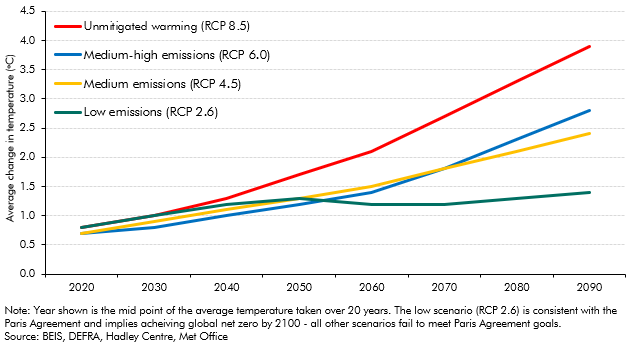 4.5
4.0
3.5
3.0
2.5
2.0
1.5
1.0
0.5
0.0
Average change in temperature (°C)
Unmitigated warming (RCP 8.5)
Medium-high emissions (RCP 6.0)
Medium emissions (RCP 4.5)
Low emissions (RCP 2.6)
2020 2030 2040 2050 2060 2070 2080 2090
Note: Year shown is the mid point of the average temperature taken over 20 years. The low scenario (RCP 2.6) is consistent with the
Paris Agreement and implies acheiving global net zero by 2100 - all other scenarios fail to meet Paris Agreement goals.
Source: BEIS, DEFRA, Hadley Centre, Met Office